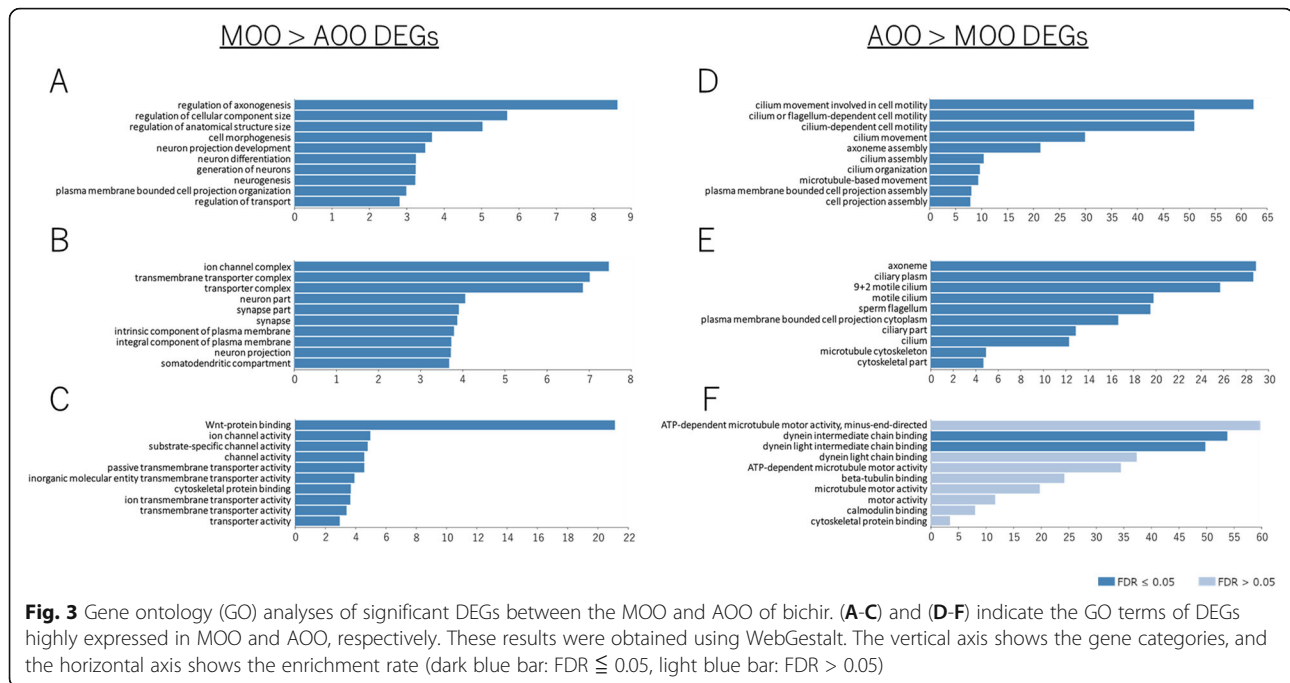 MOO > AOO DEGs
A
regulation of axonogenesis
regulation of cellular component size
regulation of anatomical structure size
cell morphogenesis
neuron projection development
neuron differentiation
generation of neurons
neurogenesis
plasma membrane bounded cell projection organization
regulation of transport
0 1 2 3 4 5 6 7 8 9
B
ion channel complex
transmembrane transporter complex
transporter complex
neuron part
synapse part
synapse
intrinsic component of plasma membrane
integral component of plasma membrane
neuron projection
somatodendritic compartment
0 1 2 3 4 5 6 7 8
C
Wnt-protein binding
ion channel activity
substrate-specific channel activity
channel activity
passive transmembrane transporter activity
inorganic molecular entity transmembrane transporter activity
cytoskeletal protein binding
ion transmembrane transporter activity
transmembrane transporter activity
transporter activity
0 2 4 6 8 10 12 14 16 18 20 22
AOO > MOO DEGs
D
cilium movement involved in cell motility
cilium or flagellum-dependent cell motility
cilium-dependent cell motility
cilium movement
axoneme assembly
cilium assembly
cilium organization
microtubule-based movement
plasma membrane bounded cell projection assembly
cell projection assembly
0 5 10 15 20 25 30 35 40 45 50 55 60 65
E
axoneme
ciliary plasm
9+2 motile cilium
motile cilium
sperm flagellum
plasma membrane bounded cell projection cytoplasm
ciliary part
cilium
microtubule cytoskeleton
cytoskeletal part
0 2 4 6 8 10 12 14 16 18 20 22 24 26 28 30
F
ATP-dependent microtubule motor activity, minus-end-directed
dynein intermediate chain binding
dynein light intermediate chain binding
dynein light chain binding
ATP-dependent microtubule motor activity
beta-tubulin binding
microtubule motor activity
motor activity
calmodulin binding
cytoskeletal protein binding
0 5 10 15 20 25 30 35 40 45 50 55 60
FDR ≤ 0.05 FDR > 0.05
Fig. 3 Gene ontology (GO) analyses of significant DEGs between the MOO and AOO of bichir. (A-C) and (D-F) indicate the GO terms of DEGs
highly expressed in MOO and AOO, respectively. These results were obtained using WebGestalt. The vertical axis shows the gene categories, and
the horizontal axis shows the enrichment rate (dark blue bar: FDR ≦ 0.05, light blue bar: FDR > 0.05)